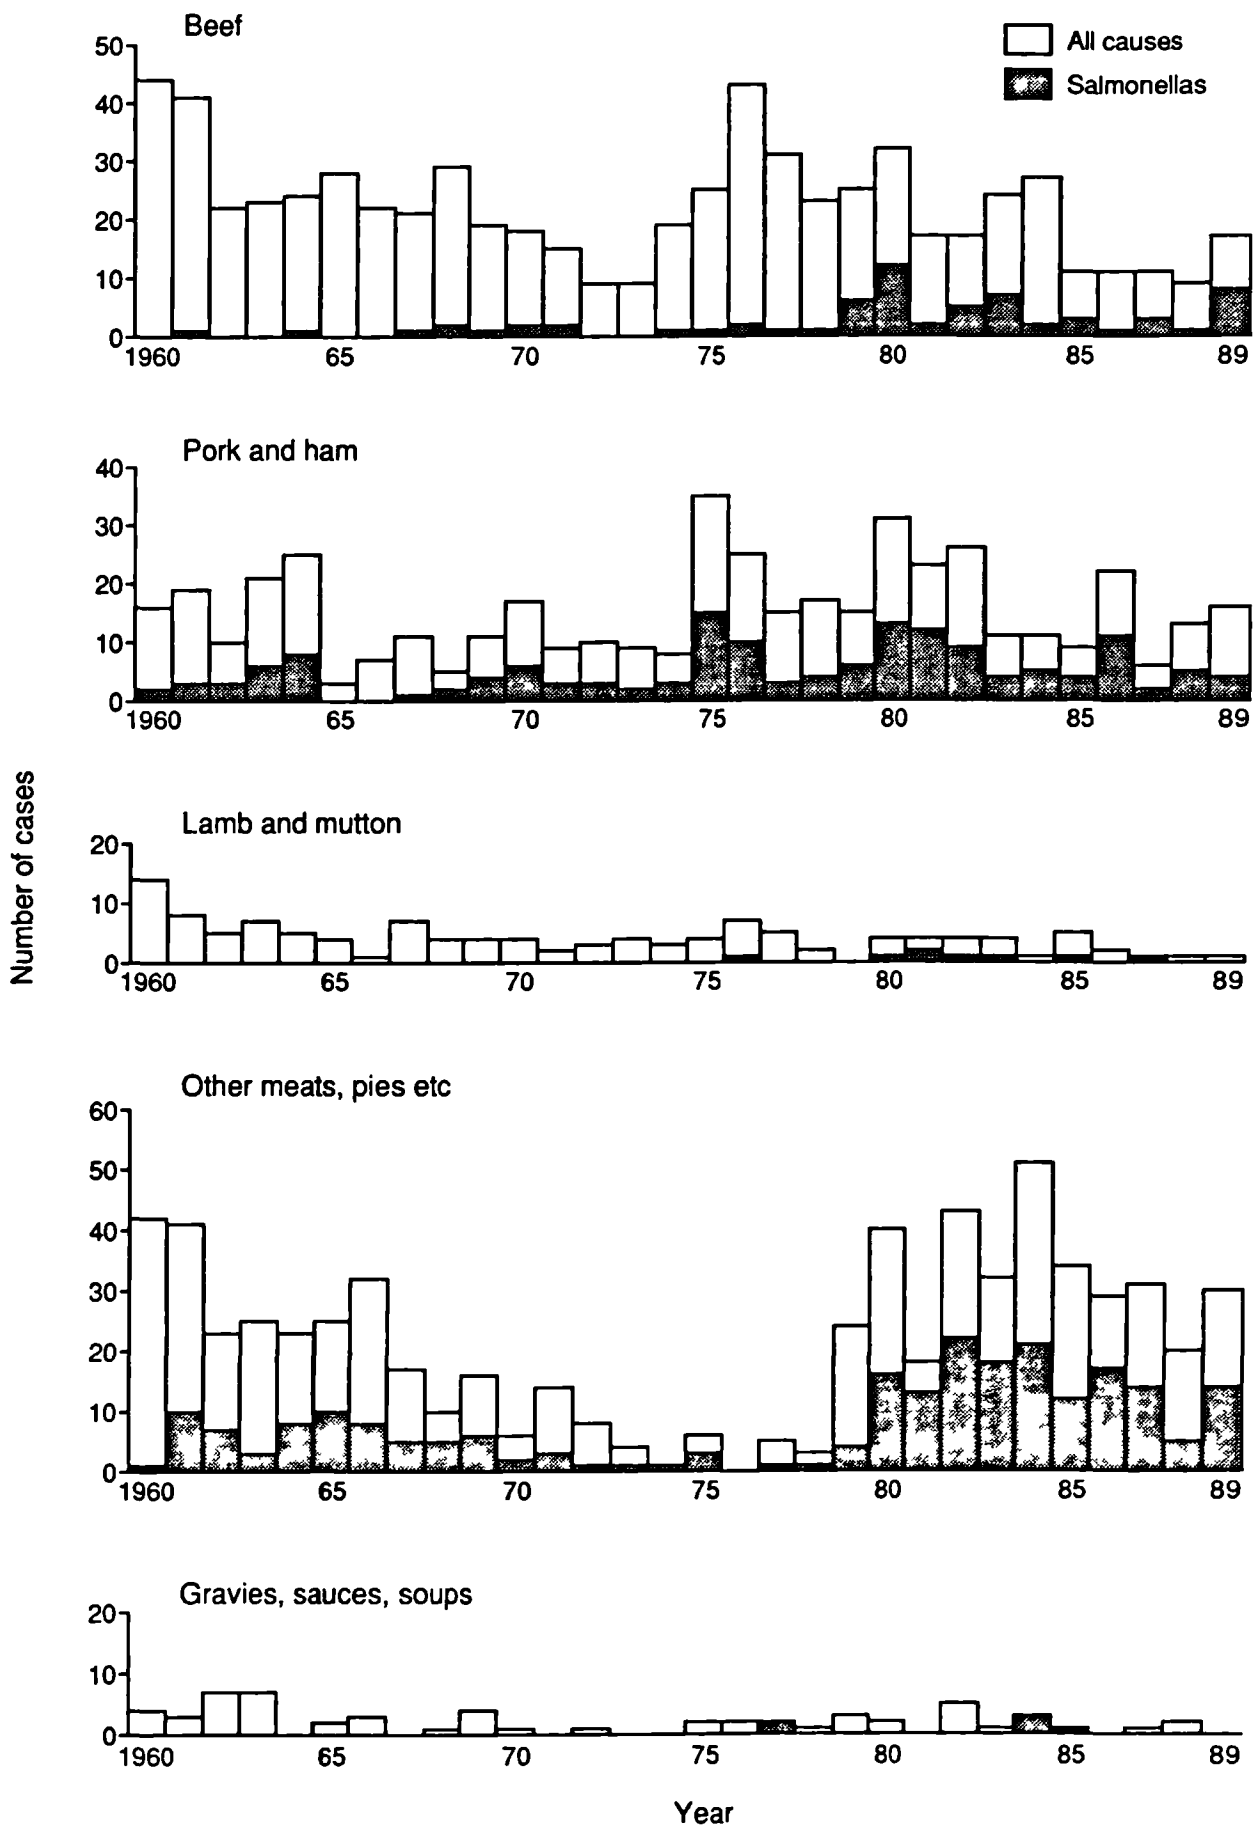 Beef
All causes
Salmonellas
50
40
30
20
10
0
1960 65 70 75 80 85 89
Pork and ham
40
30
20
10
0
1960 65 70 75 80 85 89
Number of cases
Lamb and mutton
20
10
0
1960 65 70 75 80 85 89
Other meats, pies etc
60
50
40
30
20
10
0
1960 65 70 75 80 85 89
Gravies, sauces, soups
20
10
0
1960 65 70 75 80 85 89
Year